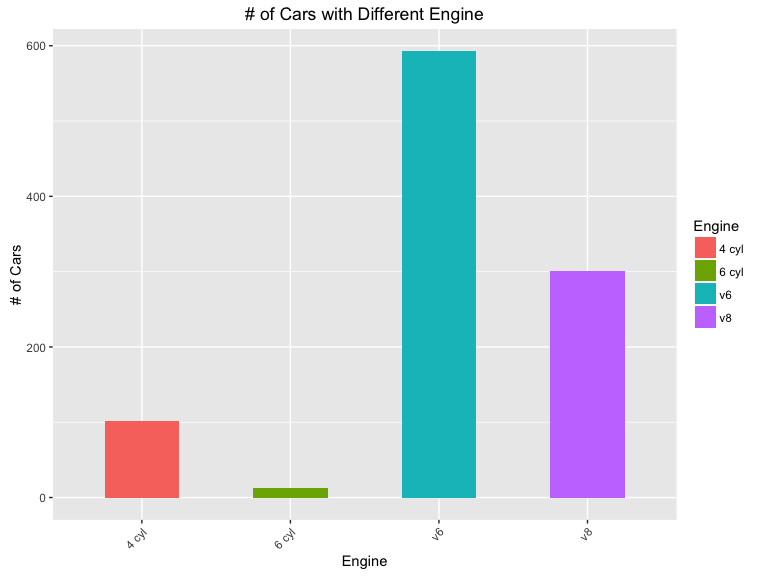 # of Cars with Different Engine
# of Cars
600
400
200
0
4 cyl
6 cyl
v6
v8
Engine
Engine
4 cyl
6 cyl
v6
v8